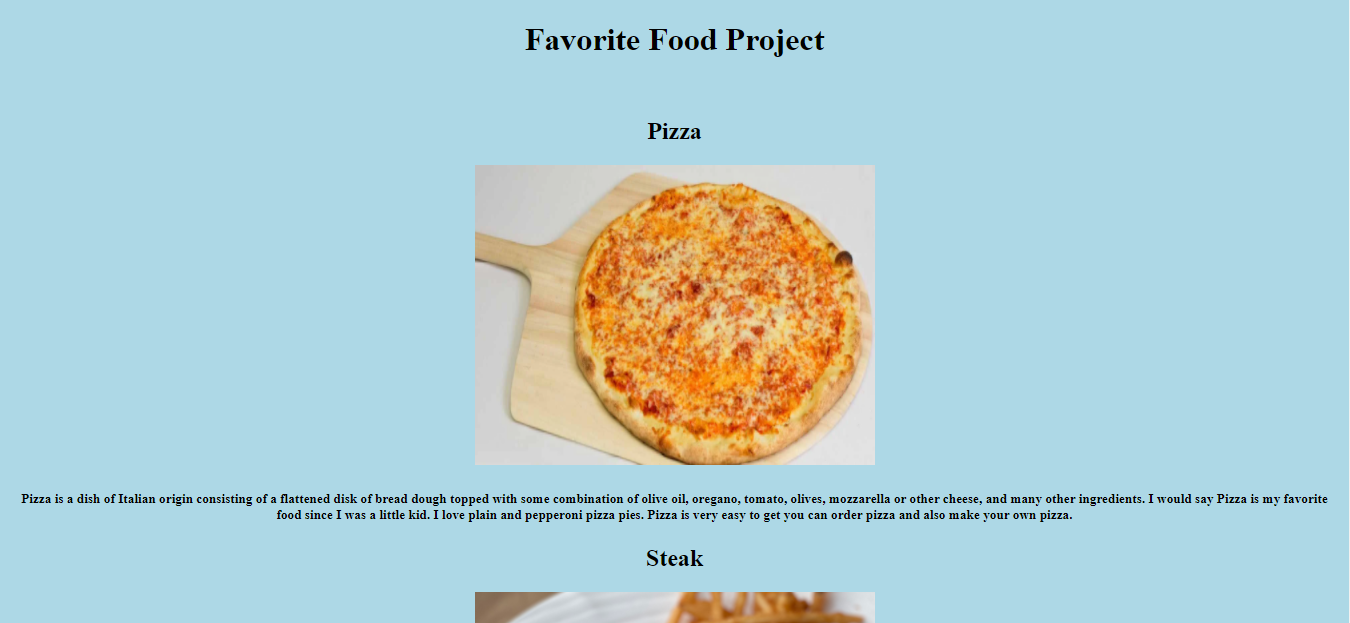 Favorite Food Project
Pizza
Pizza is a dish of Italian origin consisting of a flattened disk of bread dough topped with some combination of olive oil, oregano, tomato, olives, mozzarella or other cheese, and many other ingredients. I would say Pizza is my favorite
food since I was a little kid. I love plain and pepperoni pizza pies. Pizza is very easy to get you can order pizza and also make your own pizza.
Steak